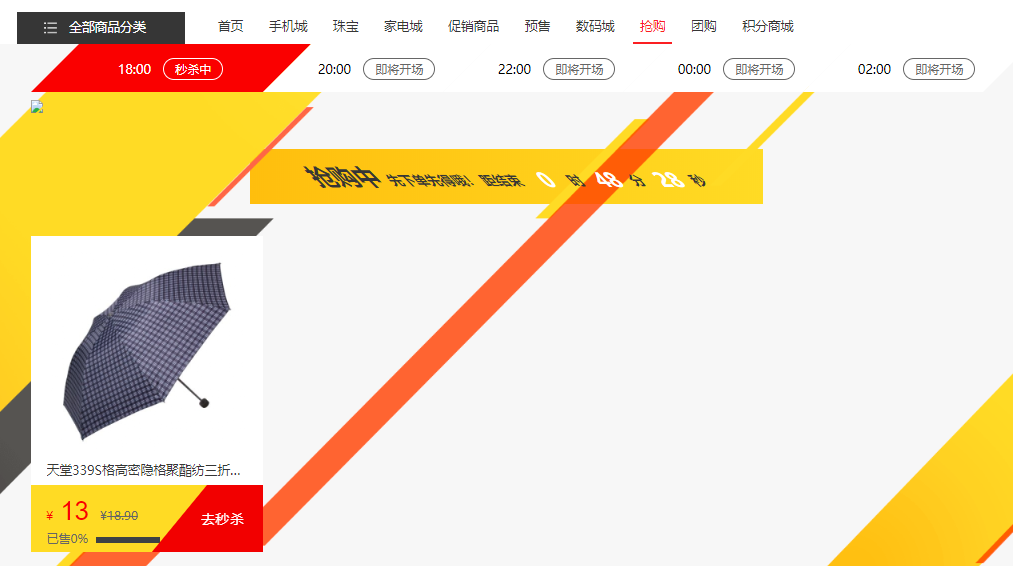 全部商品分类 首页 手机城 珠宝 家电城 促销商品 预售 数码城 抢购 团购 积分商城
18:00 秒杀中 20:00 即将开场 22:00 即将开场 00:00 即将开场 02:00 即将开场
抢购中 先下单先得哦！ 距结束 0 时 48 分 28 秒
天堂339S格高密隐格聚酯纺三折...
¥ 13 ¥18.90
去秒杀
已售0%